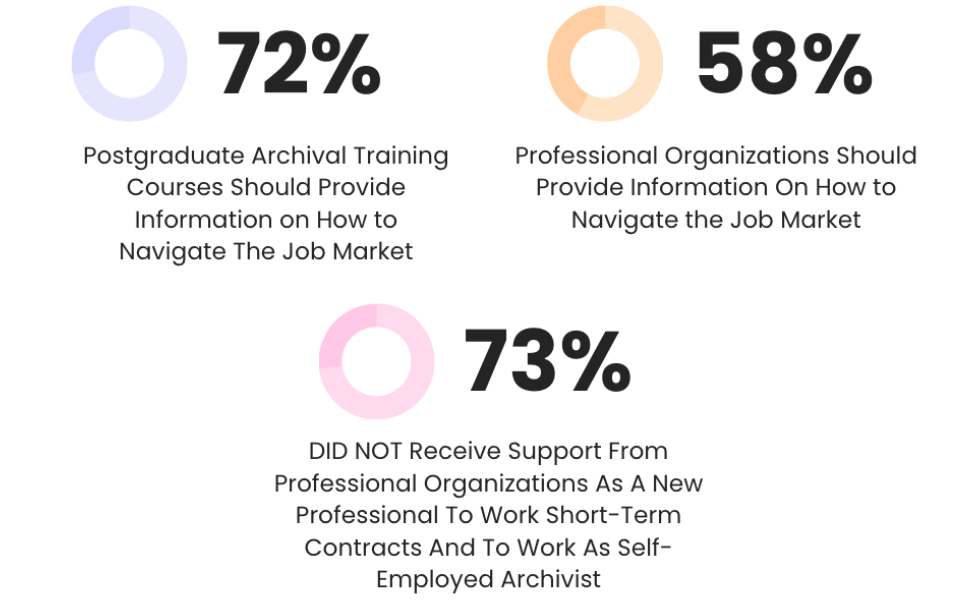 72%
Postgraduate Archival Training
Courses Should Provide
Information on How to
Navigate The Job Market
58%
Professional Organizations Should
Provide Information On How to
Navigate the Job Market
73%
DID NOT Receive Support From
Professional Organizations As A New
Professional To Work Short-Term
Contracts And To Work As Self-
Employed Archivist